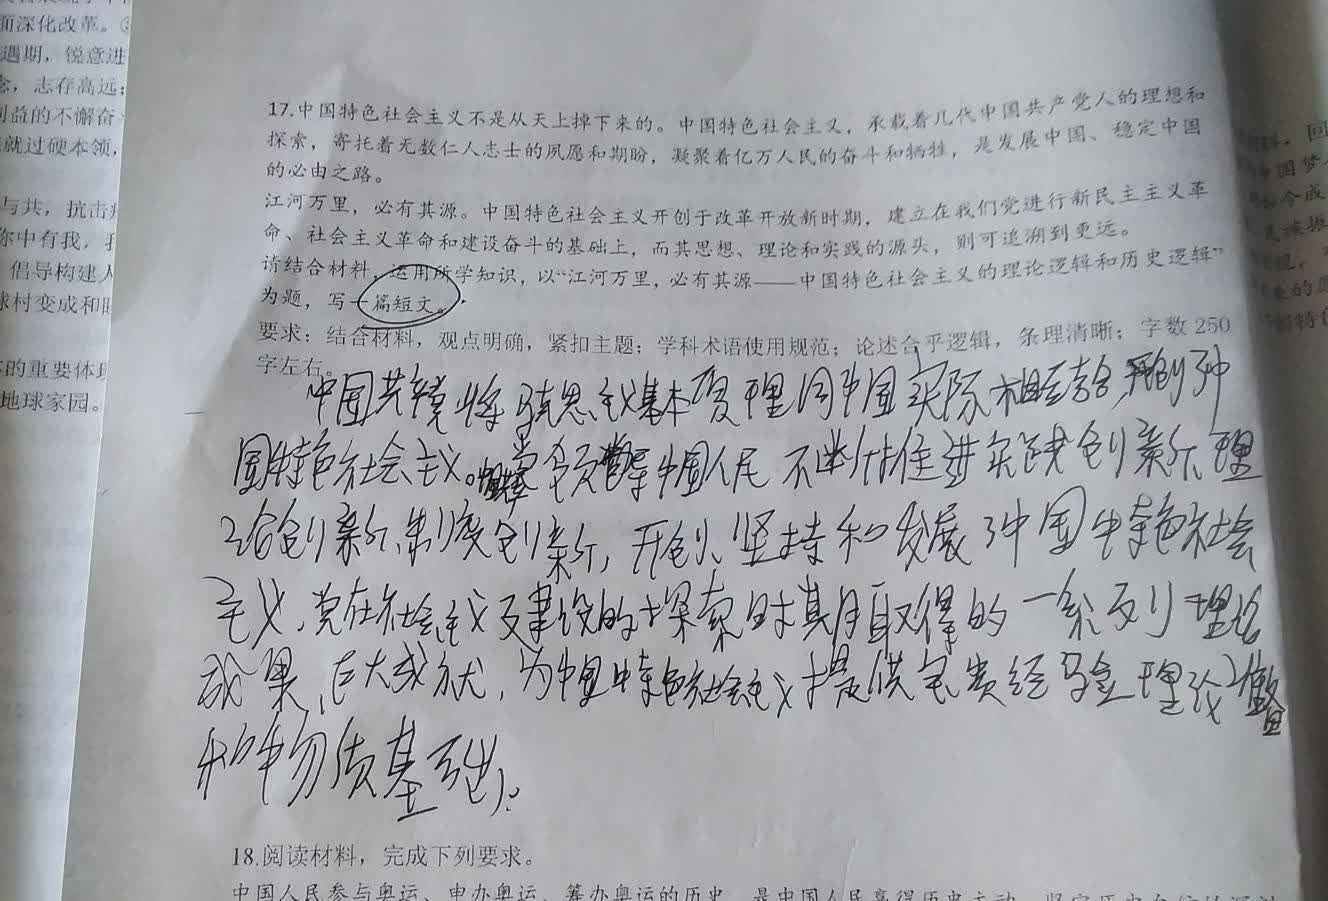 面深化改革。
遇期，锐意进
念，志存高远；
利益的不懈奋
就过硬本领，
与共，抗击
你中有我，
倡导构建人
球村变成和
的重要体现
地球家园。
17.中国特色社会主义不是从天上掉下来的。中国特色社会主义，承载着几代中国共产党人的理想和
探索，寄托着无数仁人志士的夙愿和期盼，凝聚着亿万人民的奋斗和牺牲，是发展中国、稳定中国
的必由之路。
江河万里，必有其源。中国特色社会主义开创于改革开放新时期，建立在我们党进行新民主主义革
命、社会主义革命和建设奋斗的基础上，而其思想、理论和实践的源头，则可追溯到更远。
请结合材料，运用所学知识，以“江河万里，必有其源——中国特色社会主义的理论逻辑和历史逻辑”
为题，写一篇短文。
要求：结合材料，观点明确，紧扣主题；学科术语使用规范；论述合乎逻辑，条理清晰；字数 250
字左右。
中国共产党将马克思主义基本原理同中国实际相结合，开创了中
国特色社会主义。党领导中国人民不断推进实践创新、理
论创新、制度创新，开创、坚持和发展了中国特色社会
主义，党在社会主义建设的探索时期取得的一系列理论
成果、巨大成就，为中国特色社会主义提供宝贵经验 理论准备
和物质基础。
18.阅读材料，完成下列要求。
中国人民参与奥运、申办奥运、筹办奥运的历史，是中国人民赢得历史主动、坚定历史自信的